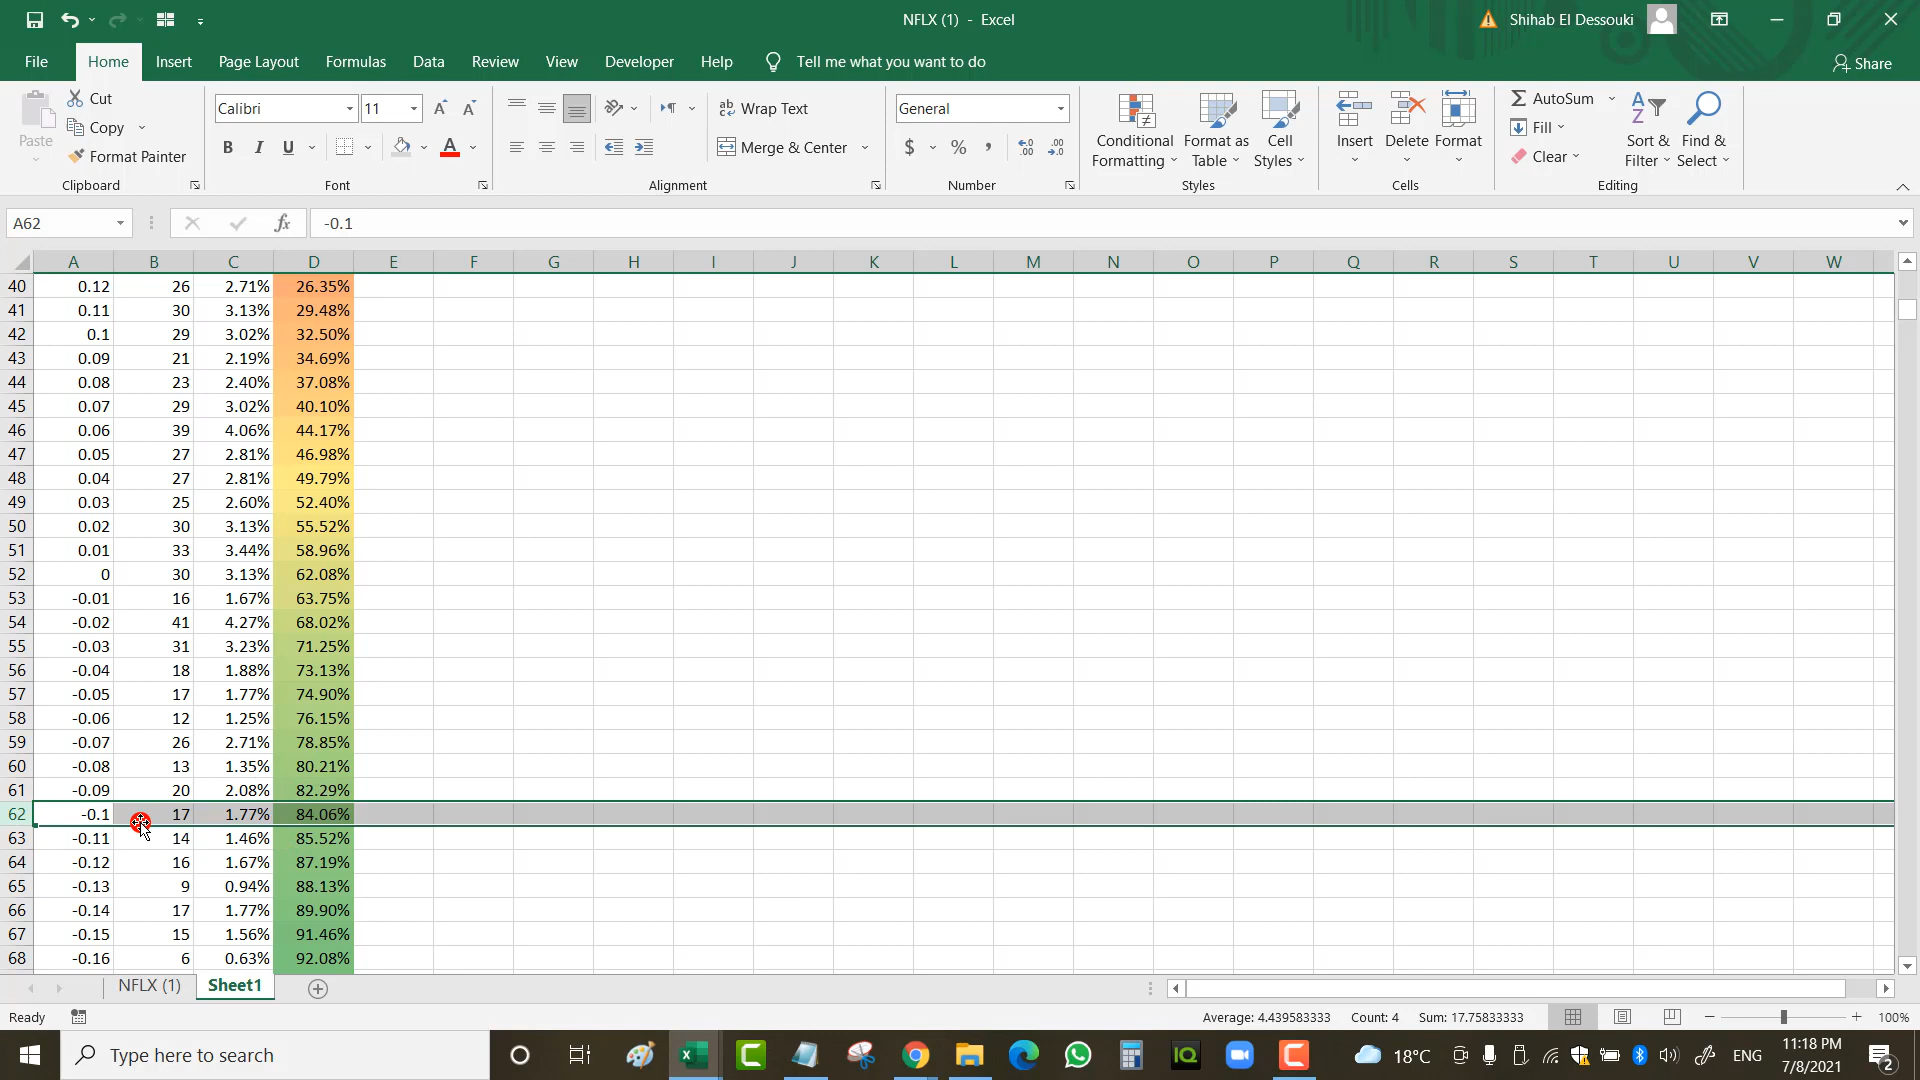 NFLX (1) - Excel
Shihab El Dessouki
File Home Insert Page Layout Formulas Data Review View Developer Help Tell me what you want to do Share
Paste
Cut
Copy
Format Painter
Clipboard
Calibri 11
B I U A
Font
ab Wrap Text
Merge & Center
Alignment
General
$ % ,
Number
Conditional Formatting
Format as Table
Cell Styles
Styles
Insert Delete Format
Cells
AutoSum
Fill
Clear
Sort & Filter
Find & Select
Editing
A62 fx -0.1
A B C D E F G H I J K L M N O P Q R S T U V W
40 0.12 26 2.71% 26.35%
41 0.11 30 3.13% 29.48%
42 0.1 29 3.02% 32.50%
43 0.09 21 2.19% 34.69%
44 0.08 23 2.40% 37.08%
45 0.07 29 3.02% 40.10%
46 0.06 39 4.06% 44.17%
47 0.05 27 2.81% 46.98%
48 0.04 27 2.81% 49.79%
49 0.03 25 2.60% 52.40%
50 0.02 30 3.13% 55.52%
51 0.01 33 3.44% 58.96%
52 0 30 3.13% 62.08%
53 -0.01 16 1.67% 63.75%
54 -0.02 41 4.27% 68.02%
55 -0.03 31 3.23% 71.25%
56 -0.04 18 1.88% 73.13%
57 -0.05 17 1.77% 74.90%
58 -0.06 12 1.25% 76.15%
59 -0.07 26 2.71% 78.85%
60 -0.08 13 1.35% 80.21%
61 -0.09 20 2.08% 82.29%
62 -0.1 17 1.77% 84.06%
63 -0.11 14 1.46% 85.52%
64 -0.12 16 1.67% 87.19%
65 -0.13 9 0.94% 88.13%
66 -0.14 17 1.77% 89.90%
67 -0.15 15 1.56% 91.46%
68 -0.16 6 0.63% 92.08%
NFLX (1) Sheet1
Ready Average: 4.439583333 Count: 4 Sum: 17.75833333 100%
Type here to search
IQ
18°C
ENG
11:18 PM
7/8/2021
2